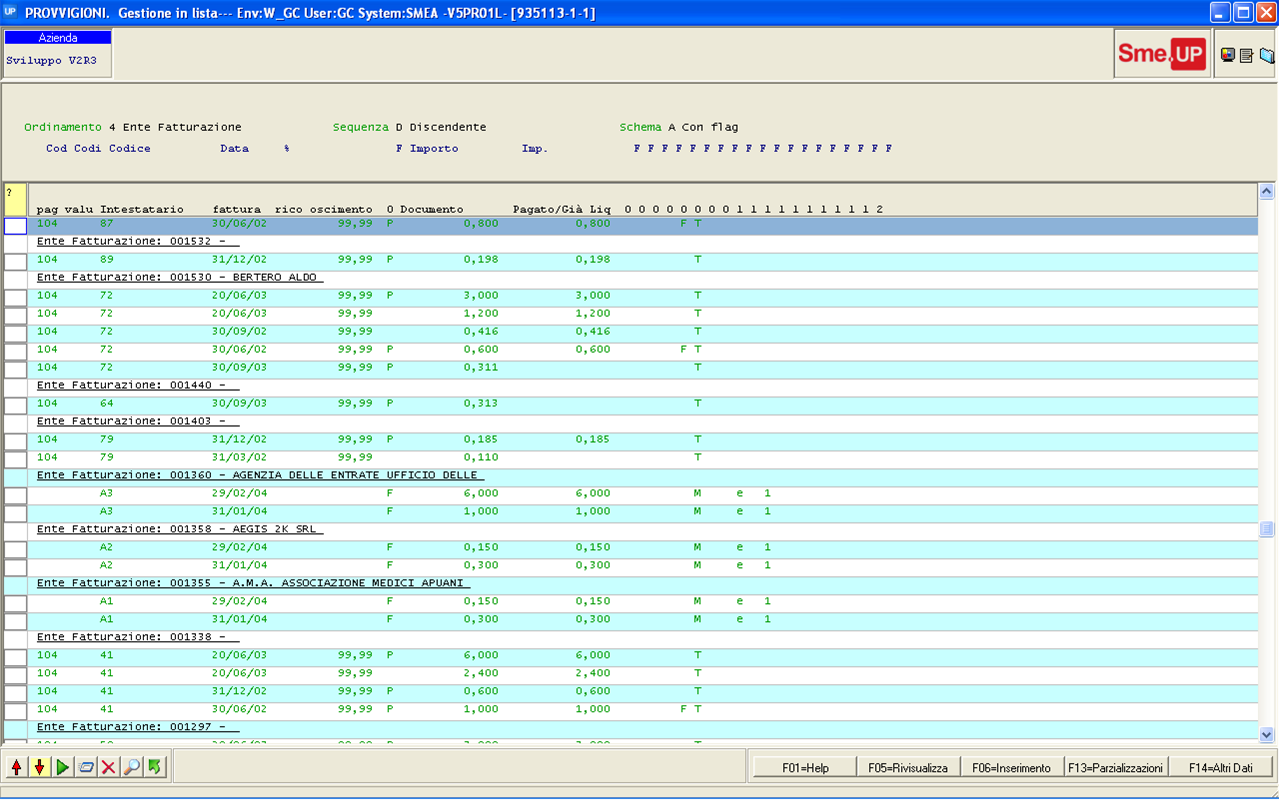 UP PROVVIGIONI. Gestione in lista--- Env:W_GC User:GC System:SMEA -V5PR01L- [935113-1-1]
Azienda
Sviluppo V2R3
Sme.UP
Ordinamento 4 Ente Fatturazione Sequenza D Discendente Schema A Con flag
Cod Codi Codice Data % F Importo Imp. F F F F F F F F F F F F F F F F F F F
?
pag valu Intestatario fattura rico oscimento O Documento Pagato/Già Liq 0 0 0 0 0 0 0 0 1 1 1 1 1 1 1 1 1 1 2
104 87 30/06/02 99,99 P 0,800 0,800 F T
Ente Fatturazione: 001532 -
104 89 31/12/02 99,99 P 0,198 0,198 T
Ente Fatturazione: 001530 - BERTERO ALDO
104 72 20/06/03 99,99 P 3,000 3,000 T
104 72 20/06/03 99,99 1,200 1,200 T
104 72 30/09/02 99,99 0,416 0,416 T
104 72 30/06/02 99,99 P 0,600 0,600 F T
104 72 30/09/03 99,99 P 0,311 T
Ente Fatturazione: 001440 -
104 64 30/09/03 99,99 P 0,313 T
Ente Fatturazione: 001403 -
104 79 31/12/02 99,99 P 0,185 0,185 T
104 79 31/03/02 99,99 0,110 T
Ente Fatturazione: 001360 - AGENZIA DELLE ENTRATE UFFICIO DELLE
A3 29/02/04 F 6,000 6,000 M e 1
A3 31/01/04 F 1,000 1,000 M e 1
Ente Fatturazione: 001358 - AEGIS 2K SRL
A2 29/02/04 F 0,150 0,150 M e 1
A2 31/01/04 F 0,300 0,300 M e 1
Ente Fatturazione: 001355 - A.M.A. ASSOCIAZIONE MEDICI APUANI
A1 29/02/04 F 0,150 0,150 M e 1
A1 31/01/04 F 0,300 0,300 M e 1
Ente Fatturazione: 001338 -
104 41 20/06/03 99,99 P 6,000 6,000 T
104 41 20/06/03 99,99 2,400 2,400 T
104 41 31/12/02 99,99 P 0,600 0,600 T
104 41 30/06/02 99,99 P 1,000 1,000 F T
Ente Fatturazione: 001297 -
F01=Help F05=Rivisualizza F06=Inserimento F13=Parzializzazioni F14=Altri Dati